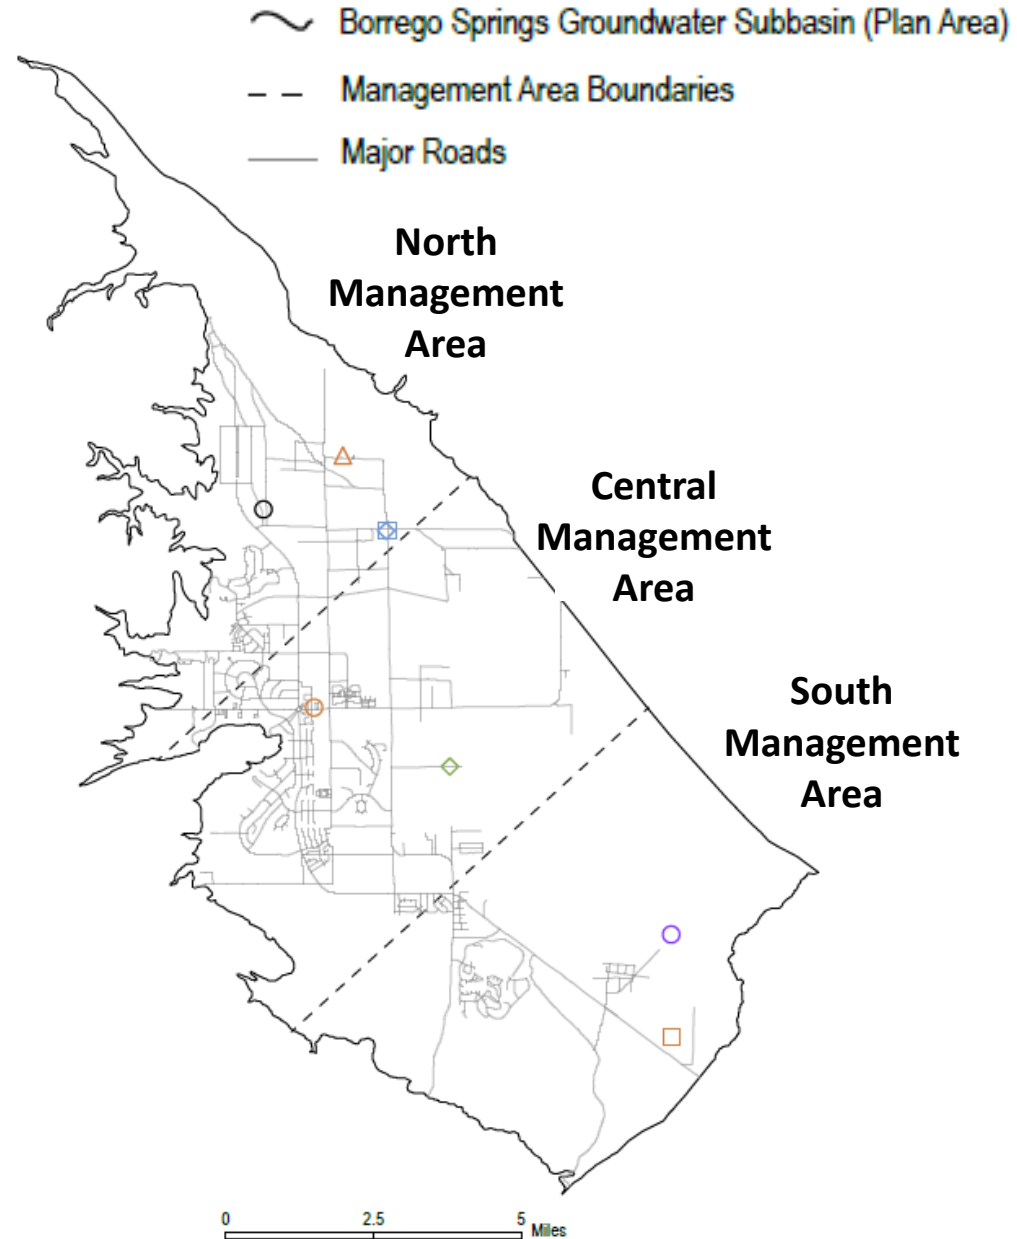 Borrego Springs Groundwater Subbasin (Plan Area)
Management Area Boundaries
Major Roads
North
Management
Area
Central
Management
Area
South
Management
Area
0 2.5 5 Miles